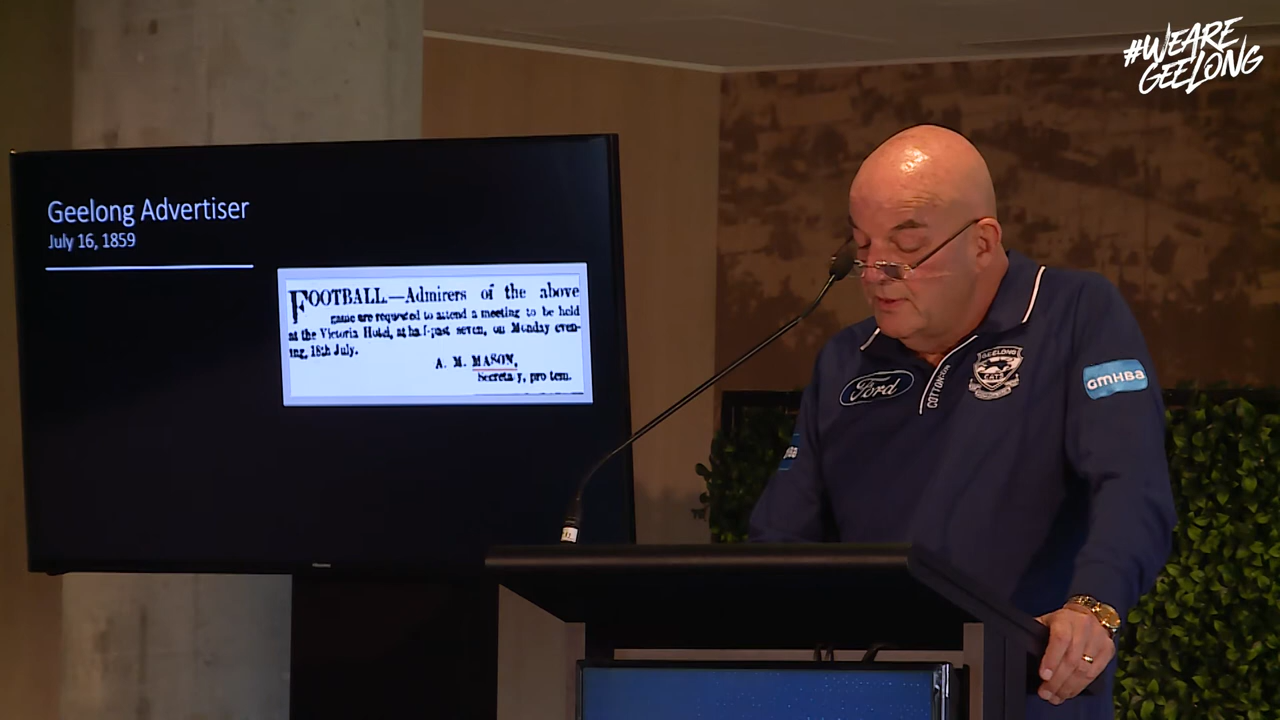 #WEARE
GEELONG
Geelong Advertiser
July 16, 1859
FOOTBALL.—Admirers of the above
game are requested to attend a meeting to be held
at the Victoria Hotel, at half-past seven, on Monday even-
ing, 18th July.
A. M. MASON,
Secretary, pro tem.
Ford
COTTON:ON
GEELONG
CATS
GMHBA